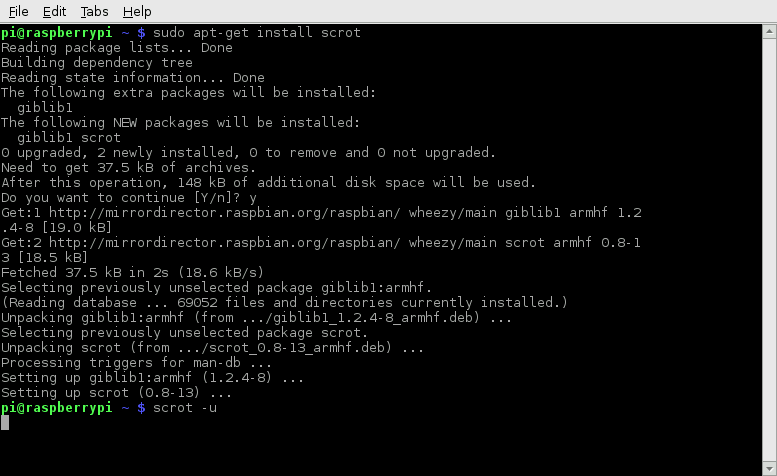 File Edit Tabs Help
pi@raspberrypi ~ $ sudo apt-get install scrot
Reading package lists... Done
Building dependency tree
Reading state information... Done
The following extra packages will be installed:
  giblib1
The following NEW packages will be installed:
  giblib1 scrot
0 upgraded, 2 newly installed, 0 to remove and 0 not upgraded.
Need to get 37.5 kB of archives.
After this operation, 148 kB of additional disk space will be used.
Do you want to continue [Y/n]? y
Get:1 http://mirrordirector.raspbian.org/raspbian/ wheezy/main giblib1 armhf 1.2
.4-8 [19.0 kB]
Get:2 http://mirrordirector.raspbian.org/raspbian/ wheezy/main scrot armhf 0.8-1
3 [18.5 kB]
Fetched 37.5 kB in 2s (18.6 kB/s)
Selecting previously unselected package giblib1:armhf.
(Reading database ... 69052 files and directories currently installed.)
Unpacking giblib1:armhf (from .../giblib1_1.2.4-8_armhf.deb) ...
Selecting previously unselected package scrot.
Unpacking scrot (from .../scrot_0.8-13_armhf.deb) ...
Processing triggers for man-db ...
Setting up giblib1:armhf (1.2.4-8) ...
Setting up scrot (0.8-13) ...
pi@raspberrypi ~ $ scrot -u